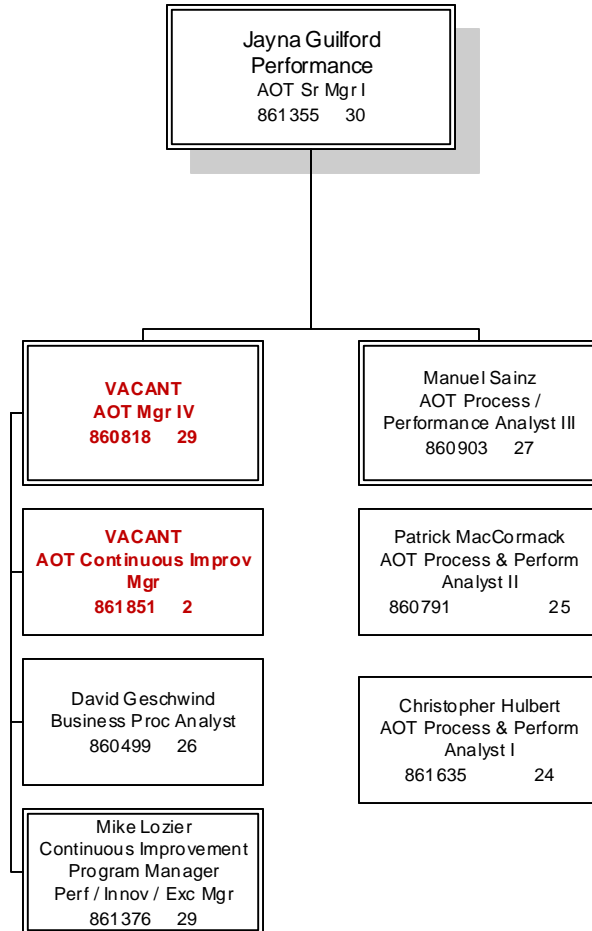 Jayna Guilford
Performance
AOT Sr Mgr I
861355 30
VACANT
AOT Mgr IV
860818 29
VACANT
AOT Continuous Improv
Mgr
861851 2
David Geschwind
Business Proc Analyst
860499 26
Mike Lozier
Continuous Improvement
Program Manager
Perf / Innov / Exc Mgr
861376 29
Manuel Sainz
AOT Process /
Performance Analyst III
860903 27
Patrick MacCormack
AOT Process & Perform
Analyst II
860791 25
Christopher Hulbert
AOT Process & Perform
Analyst I
861635 24